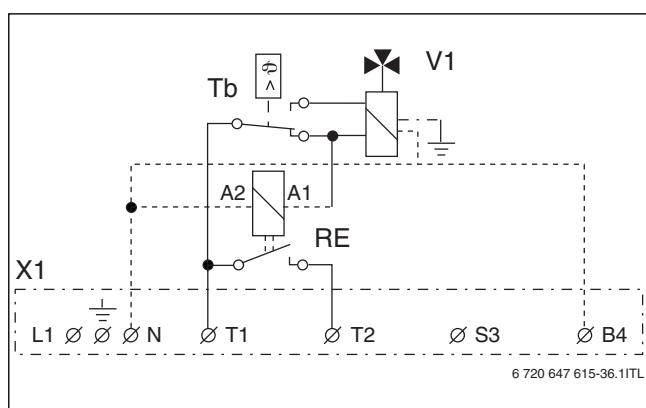 V1
Tb
ϑ >
A2 A1
RE
X1
L1 N T1 T2 S3 B4
6 720 647 615-36.1ITL